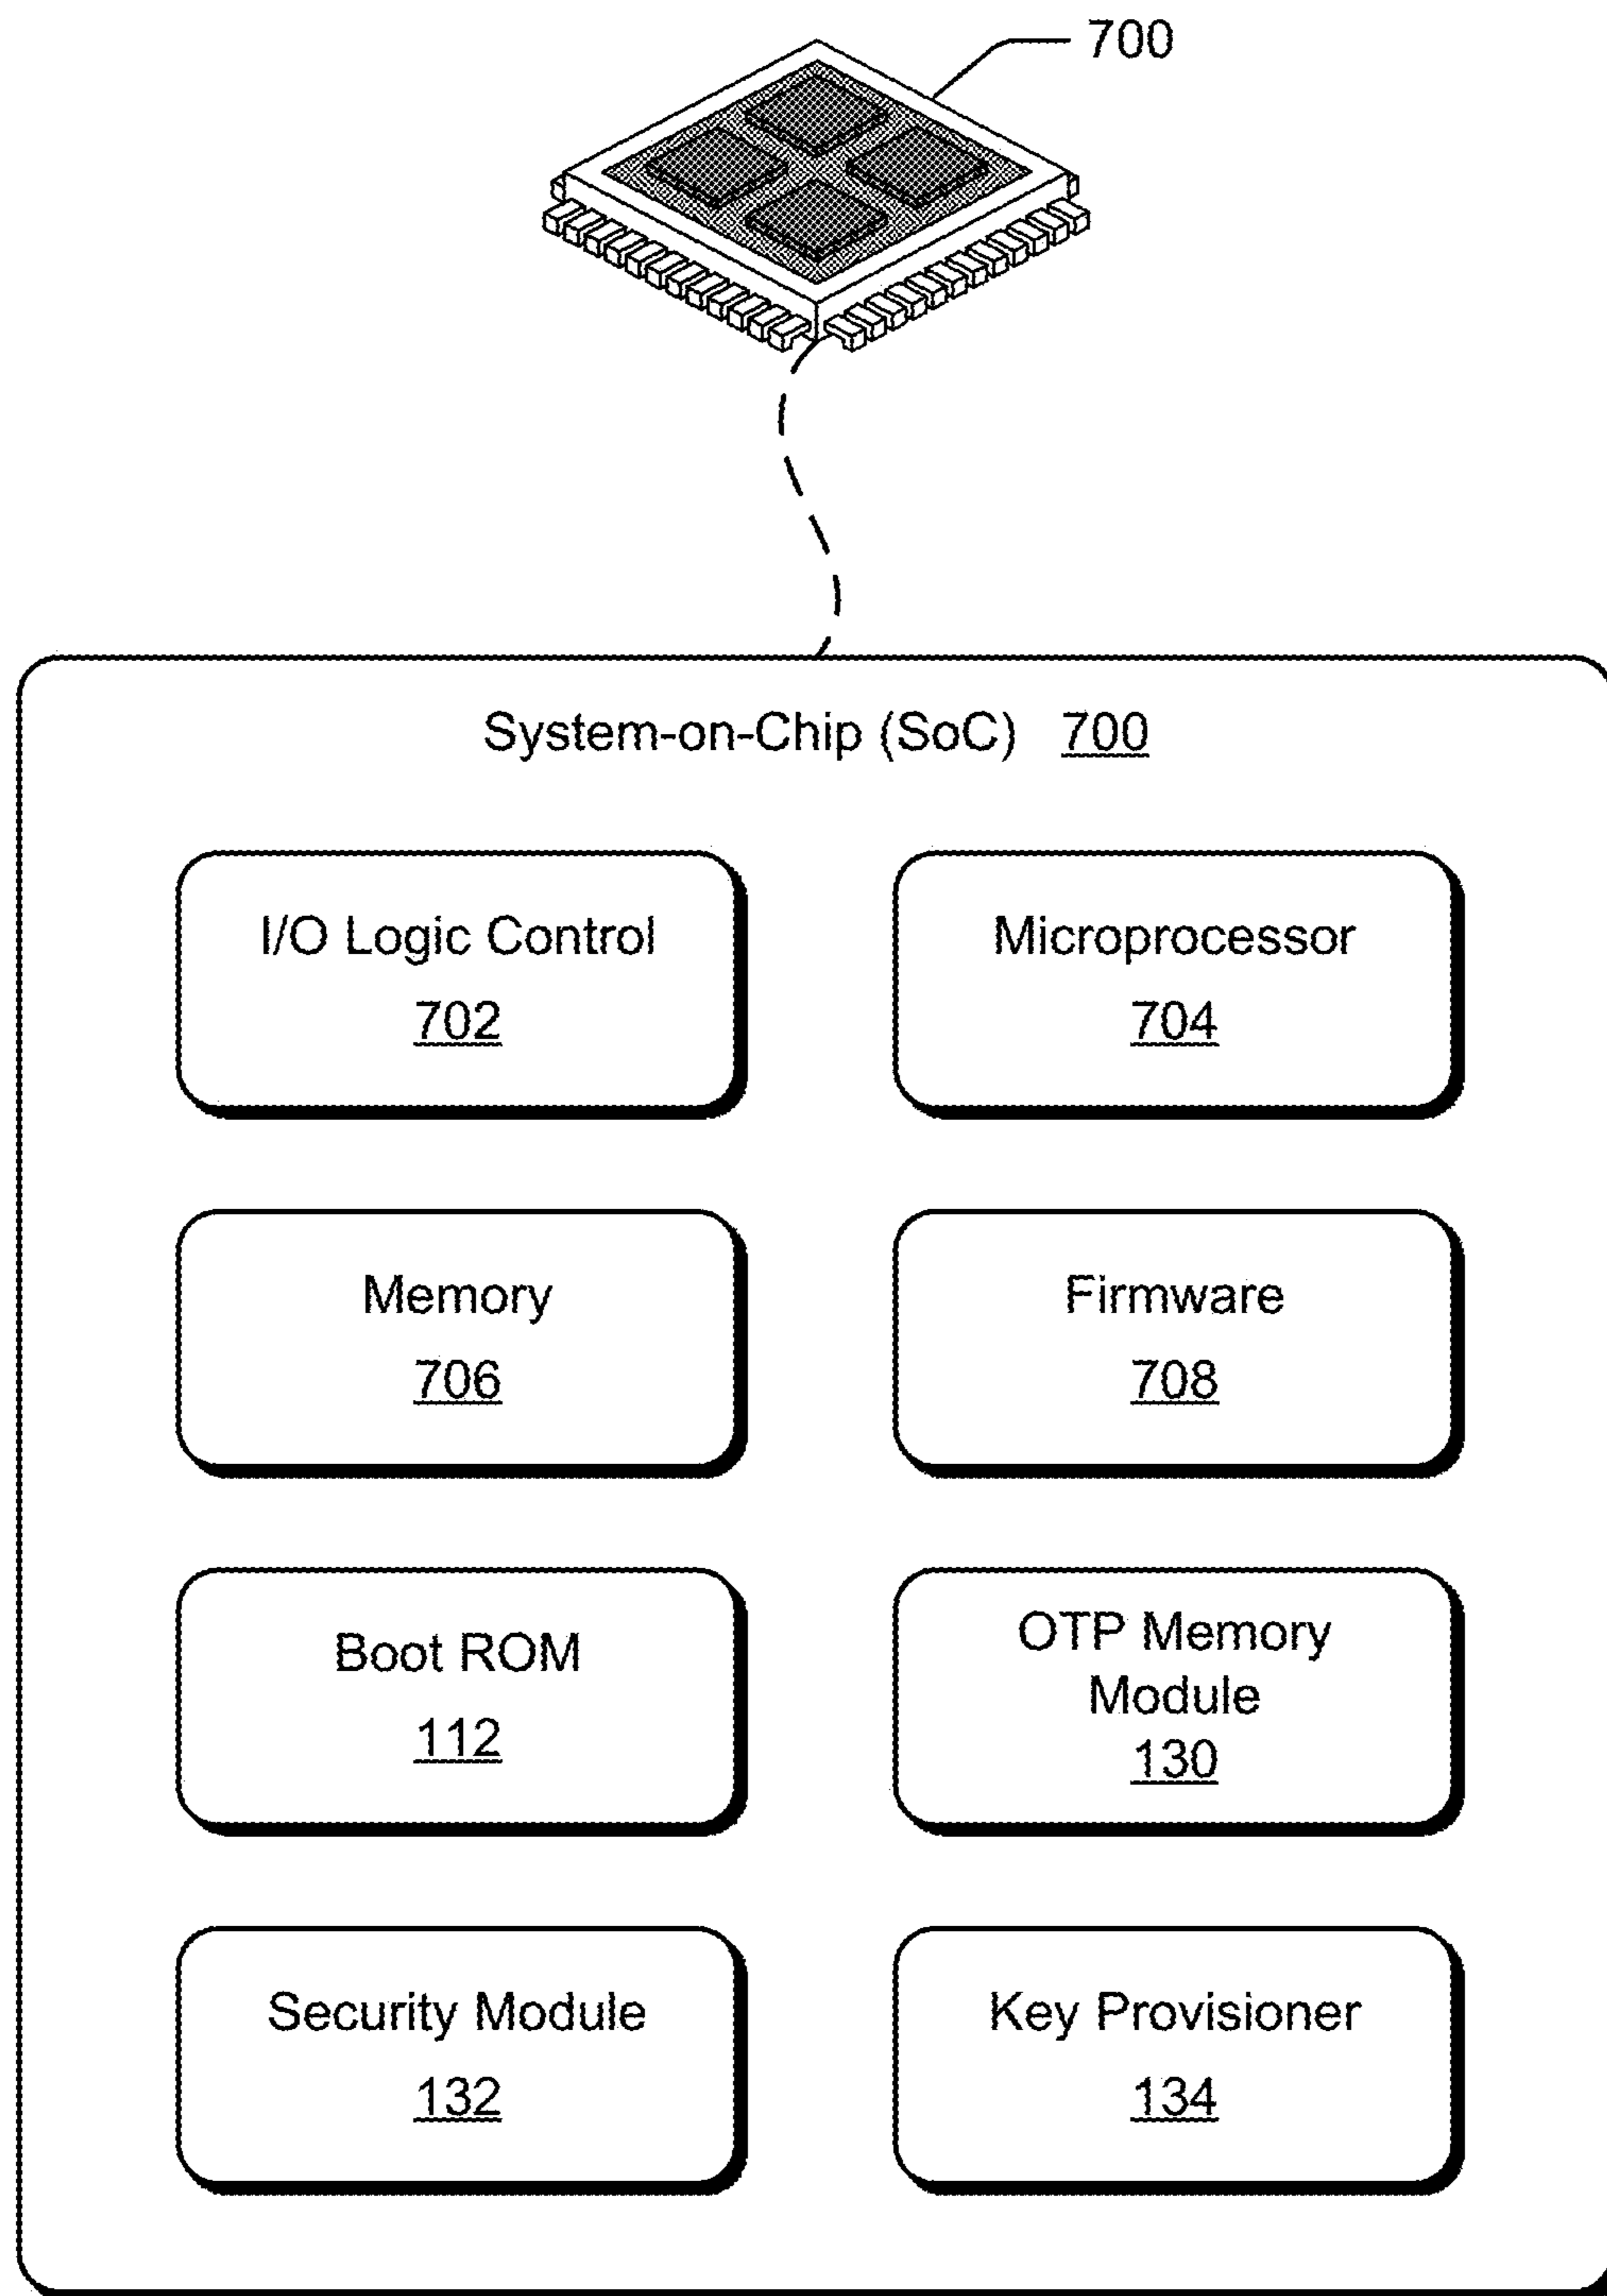 700
System-on-Chip (SoC) 700
I/O Logic Control
702
Microprocessor
704
Memory
706
Firmware
708
Boot ROM
112
OTP Memory
Module
130
Security Module
132
Key Provisioner
134